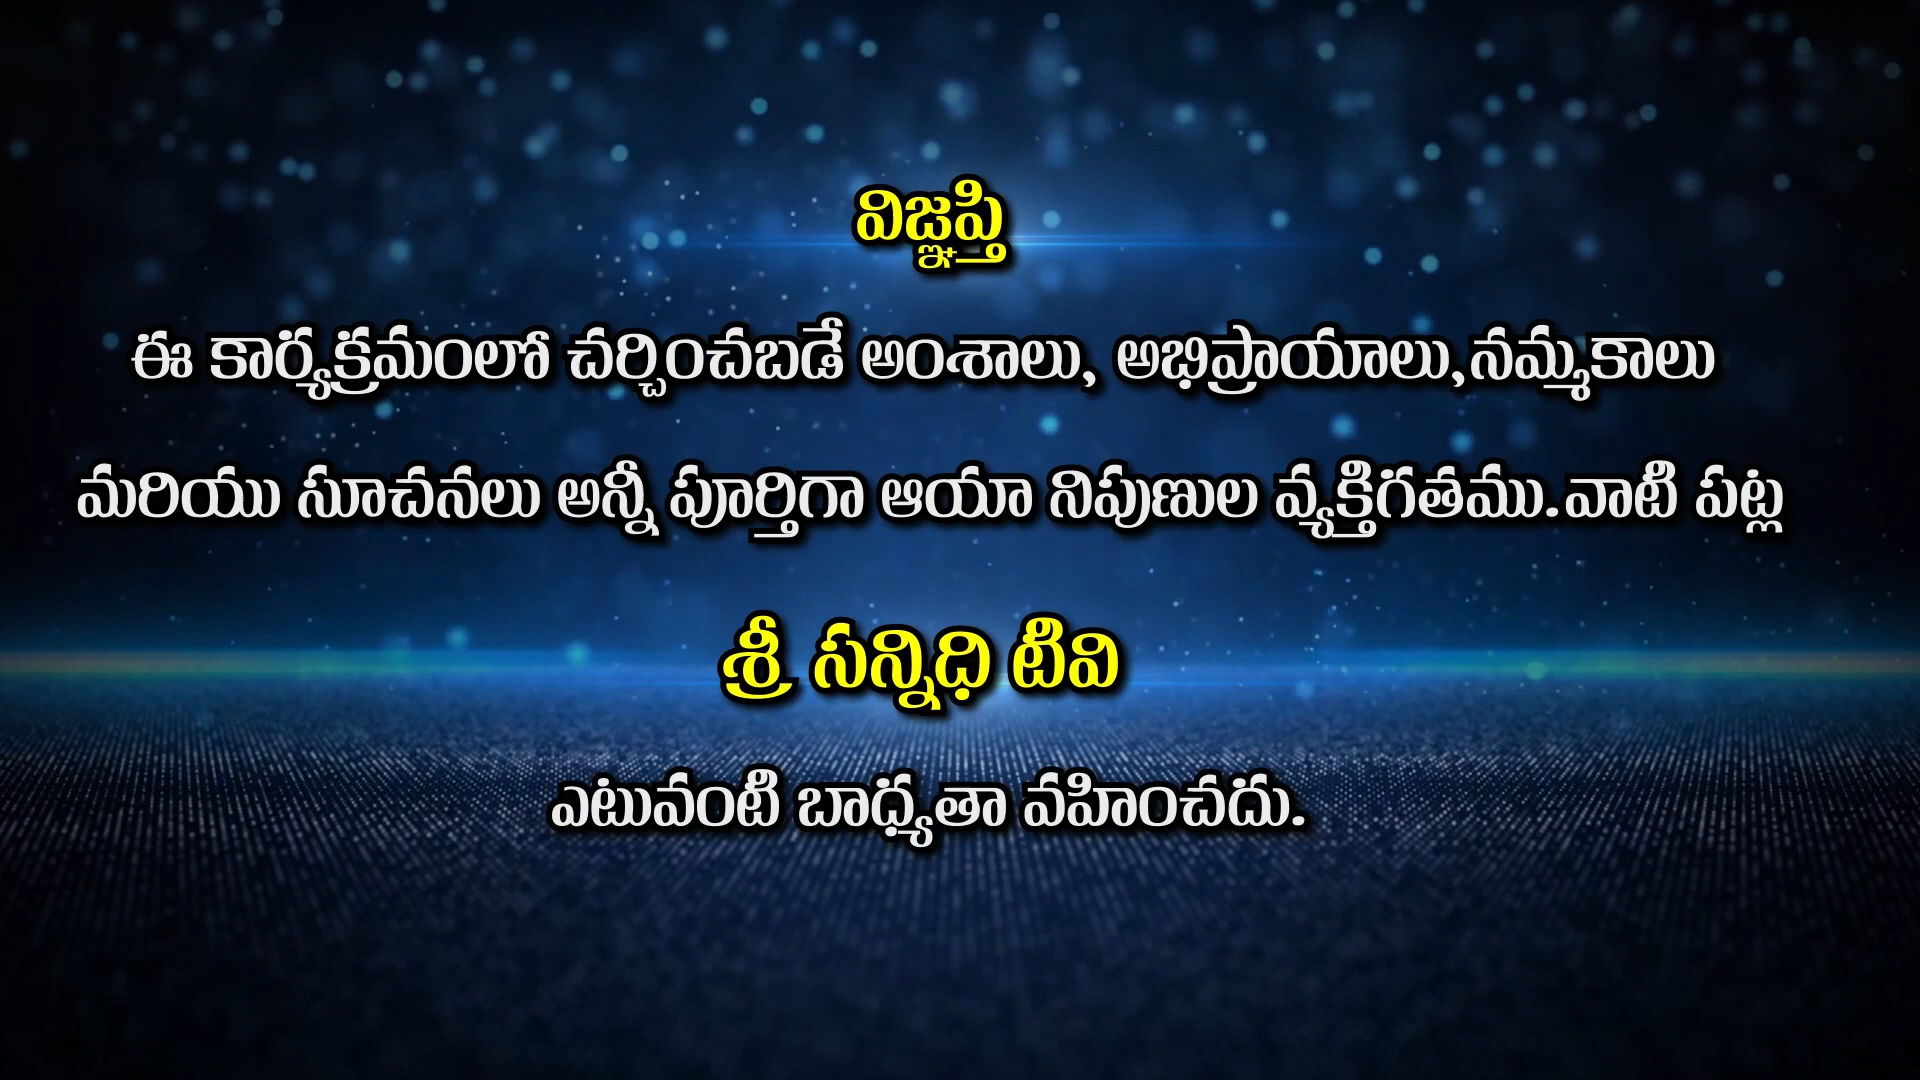 విజ్ఞప్తి
ఈ కార్యక్రమంలో చర్చించబడే అంశాలు, అభిప్రాయాలు,నమ్మకాలు
మరియు సూచనలు అన్నీ పూర్తిగా ఆయా నిపుణుల వ్యక్తిగతము.వాటి పట్ల
శ్రీ సన్నిధి టీవి
ఎటువంటి బాధ్యతా వహించదు.